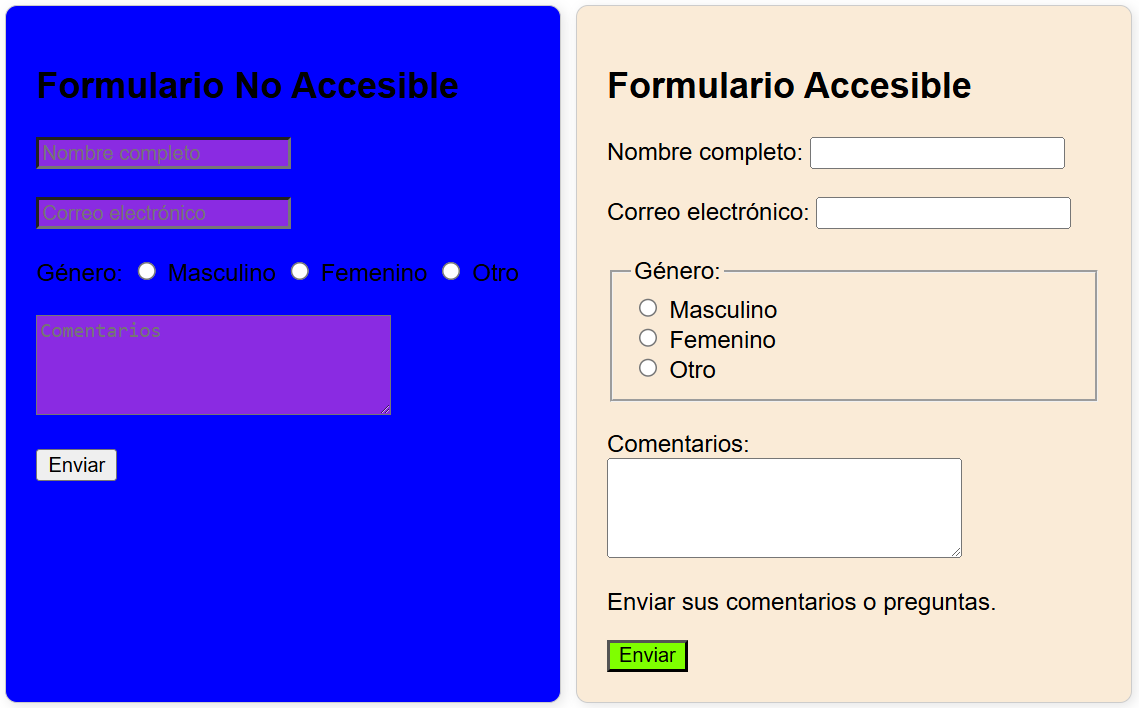 Formulario No Accesible
Nombre completo
Correo electrónico
Género: Masculino Femenino Otro
Comentarios
Enviar
Formulario Accesible
Nombre completo:
Correo electrónico:
Género:
Masculino
Femenino
Otro
Comentarios:
Enviar sus comentarios o preguntas.
Enviar